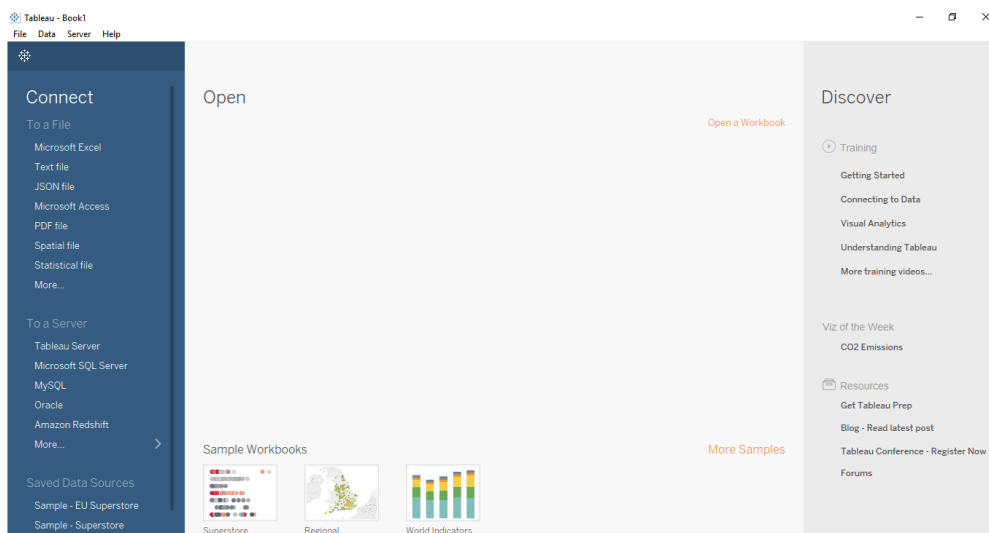 Tableau - Book1
File Data Server Help
Connect
To a File
Microsoft Excel
Text file
JSON file
Microsoft Access
PDF file
Spatial file
Statistical file
More...
To a Server
Tableau Server
Microsoft SQL Server
MySQL
Oracle
Amazon Redshift
More...
Saved Data Sources
Sample - EU Superstore
Sample - Superstore
Open
Open a Workbook
Sample Workbooks
More Samples
Superstore
Regional
World Indicators
Discover
Training
Getting Started
Connecting to Data
Visual Analytics
Understanding Tableau
More training videos...
Viz of the Week
CO2 Emissions
Resources
Get Tableau Prep
Blog - Read latest post
Tableau Conference - Register Now
Forums